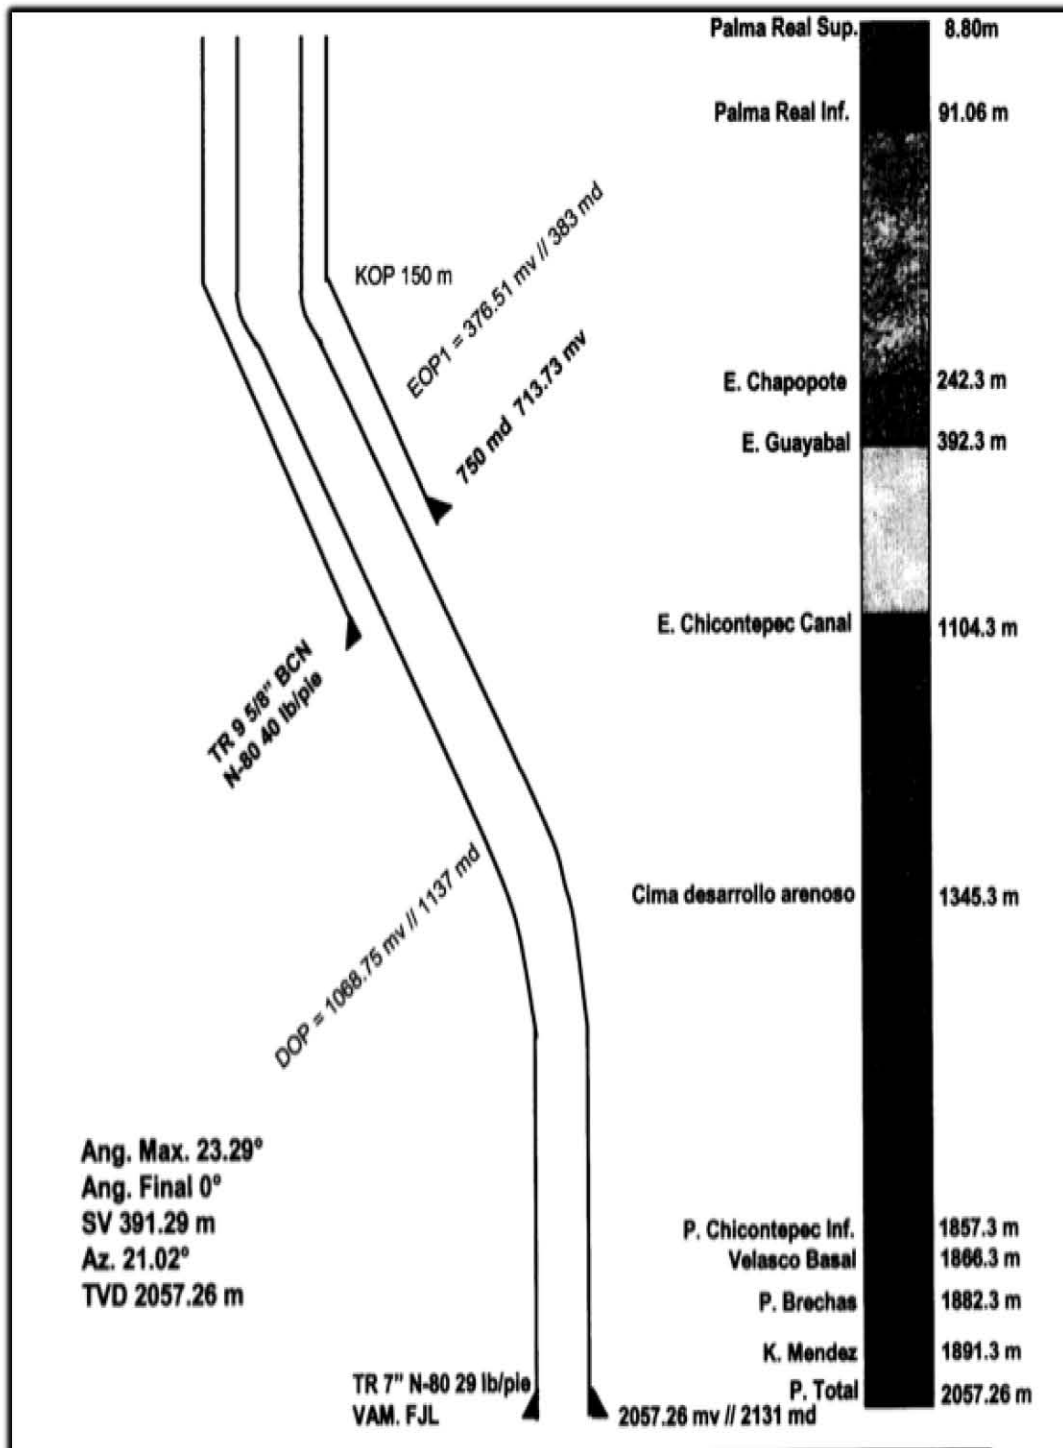 Palma Real Sup. 8.80m
Palma Real Inf. 91.06 m
KOP 150 m
EOP1 = 376.51 mv // 383 md
750 md 713.73 mv
E. Chapopote 242.3 m
E. Guayabal 392.3 m
E. Chicontepec Canal 1104.3 m
TR 9 5/8" BCN
N-80 40 lb/pie
Cima desarrollo arenoso 1345.3 m
DOP = 1068.75 mv // 1137 md
Ang. Max. 23.29º
Ang. Final 0º
SV 391.29 m
Az. 21.02º
TVD 2057.26 m
P. Chicontepec Inf. 1857.3 m
Velasco Basal 1866.3 m
P. Brechas 1882.3 m
K. Mendez 1891.3 m
P. Total 2057.26 m
TR 7" N-80 29 lb/pie
VAM. FJL
2057.26 mv // 2131 md